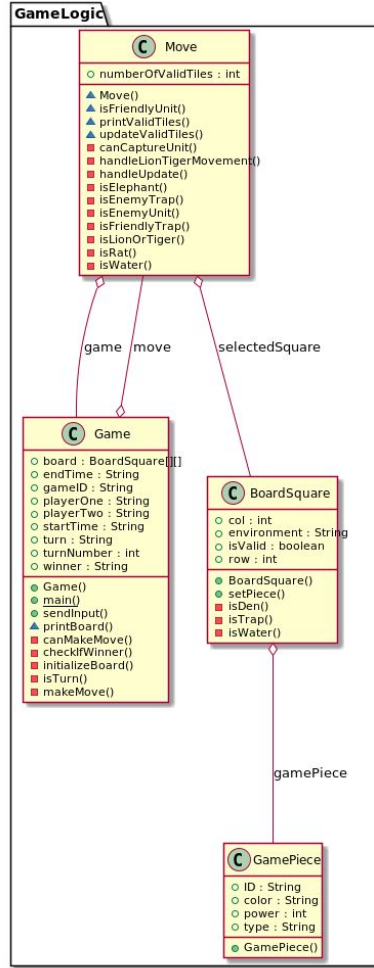 GameLogic
C Move
numberOfValidTiles : int
Move()
isFriendlyUnit()
printValidTiles()
updateValidTiles()
canCaptureUnit()
handleLionTigerMovement()
handleUpdate()
isElephant()
isEnemyTrap()
isEnemyUnit()
isFriendlyTrap()
isLionOrTiger()
isRat()
isWater()
game
move
selectedSquare
C Game
board : BoardSquare[][]
endTime : String
gameID : String
playerOne : String
playerTwo : String
startTime : String
turn : String
turnNumber : int
winner : String
Game()
main()
sendInput()
printBoard()
canMakeMove()
checkIfWinner()
initializeBoard()
isTurn()
makeMove()
C BoardSquare
col : int
environment : String
isValid : boolean
row : int
BoardSquare()
setPiece()
isDen()
isTrap()
isWater()
gamePiece
C GamePiece
ID : String
color : String
power : int
type : String
GamePiece()